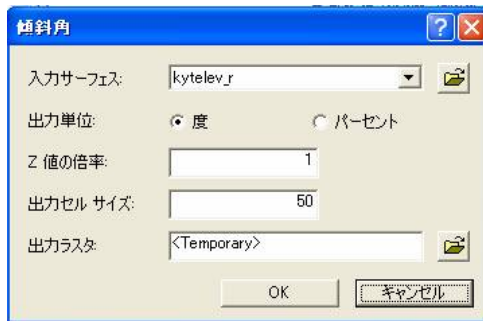 傾斜角
入力サーフェス: kytelev_r
出力単位: 度 パーセント
Z 値の倍率: 1
出力セル サイズ: 50
出力ラスタ: <Temporary>
OK キャンセル